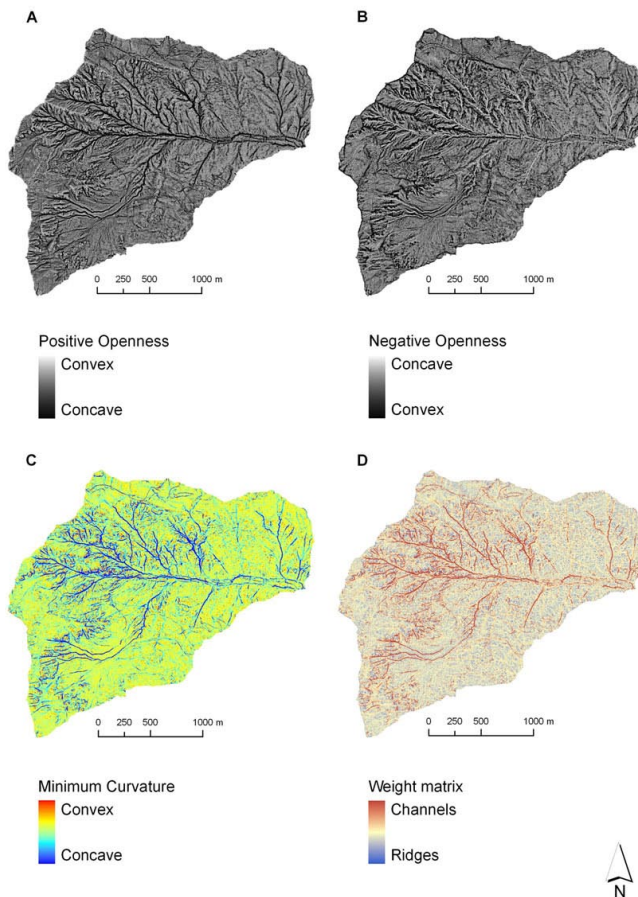 A
B
0 250 500 1000 m
0 250 500 1000 m
Positive Openness
Convex
Concave
Negative Openness
Concave
Convex
C
D
0 250 500 1000 m
0 250 500 1000 m
Minimum Curvature
Convex
Concave
Weight matrix
Channels
Ridges
N